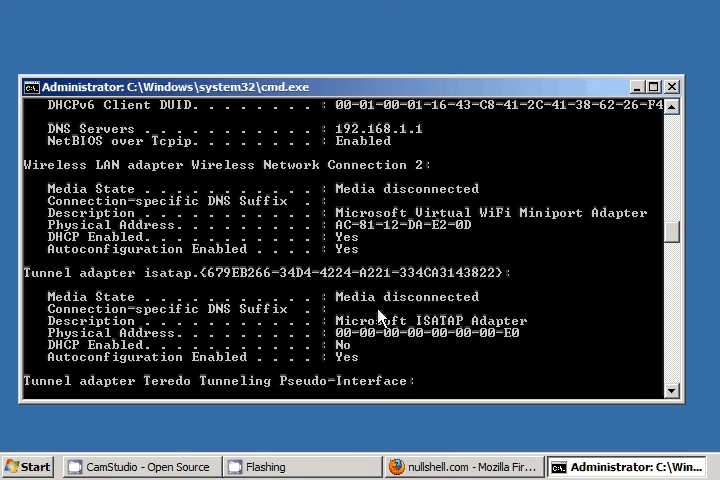 Administrator: C:\Windows\system32\cmd.exe
DHCPv6 Client DUID. . . . . . . . : 00-01-00-01-16-43-C8-41-2C-41-38-62-26-F4
DNS Servers . . . . . . . . . . . : 192.168.1.1
NetBIOS over Tcpip. . . . . . . . : Enabled
Wireless LAN adapter Wireless Network Connection 2:
Media State . . . . . . . . . . . : Media disconnected
Connection-specific DNS Suffix  . :
Description . . . . . . . . . . . : Microsoft Virtual WiFi Miniport Adapter
Physical Address. . . . . . . . . : AC-81-12-DA-E2-0D
DHCP Enabled. . . . . . . . . . . : Yes
Autoconfiguration Enabled . . . . : Yes
Tunnel adapter isatap.{679EB266-34D4-4224-A221-334CA3143822}:
Media State . . . . . . . . . . . : Media disconnected
Connection-specific DNS Suffix  . :
Description . . . . . . . . . . . : Microsoft ISATAP Adapter
Physical Address. . . . . . . . . : 00-00-00-00-00-00-00-E0
DHCP Enabled. . . . . . . . . . . : No
Autoconfiguration Enabled . . . . : Yes
Tunnel adapter Teredo Tunneling Pseudo-Interface:
Start
CamStudio - Open Source
Flashing
nullshell.com - Mozilla Fir...
Administrator: C:\Win...